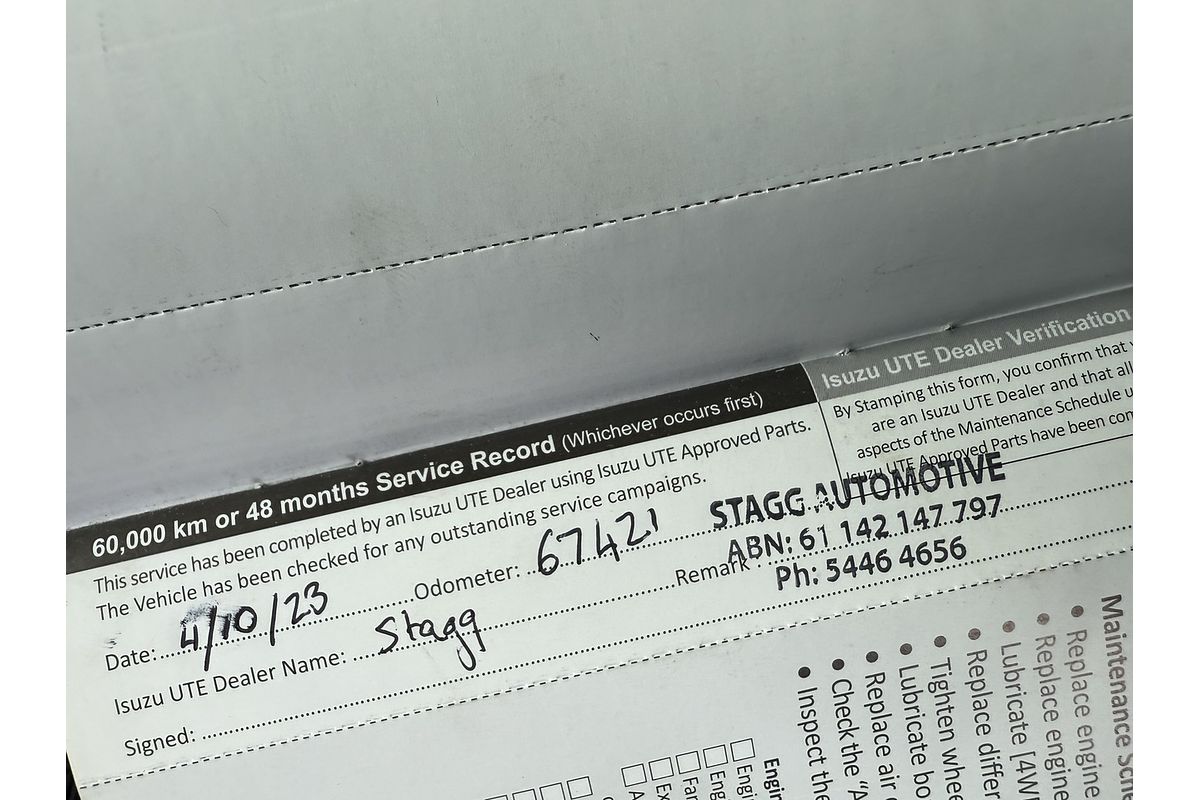 60,000 km or 48 months Service Record (Whichever occurs first)
This service has been completed by an Isuzu UTE Dealer using Isuzu UTE Approved Parts.
The Vehicle has been checked for any outstanding service campaigns.
Date: 4/10/23 Odometer: 67421
Isuzu UTE Dealer Name: Stagg Remark
Signed:
Isuzu UTE Dealer Verification
By Stamping this form, you confirm that
are an Isuzu UTE Dealer and that all
aspects of the Maintenance Schedule
Isuzu UTE Approved Parts have been
STAGG AUTOMOTIVE
ABN: 61 142 147 797
Ph: 5446 4656
Maintenance
• Replace engine
• Replace engine
• Lubricate [4W
• Replace
• Tighten
• Lubricate
• Replace air
• Check the
• Inspect the